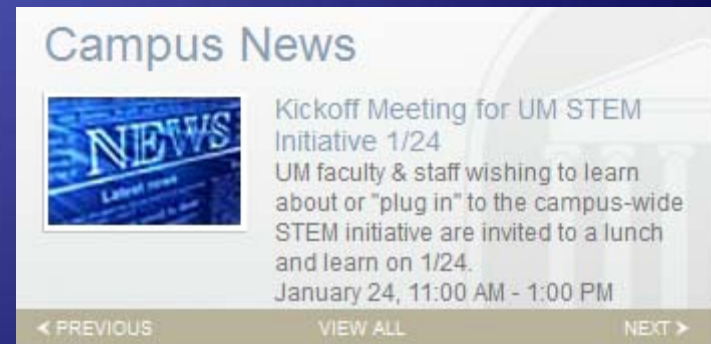 Campus News
NEWS
Latest news
Kickoff Meeting for UM STEM
Initiative 1/24
UM faculty & staff wishing to learn
about or "plug in" to the campus-wide
STEM initiative are invited to a lunch
and learn on 1/24.
January 24, 11:00 AM - 1:00 PM
< PREVIOUS VIEW ALL NEXT >